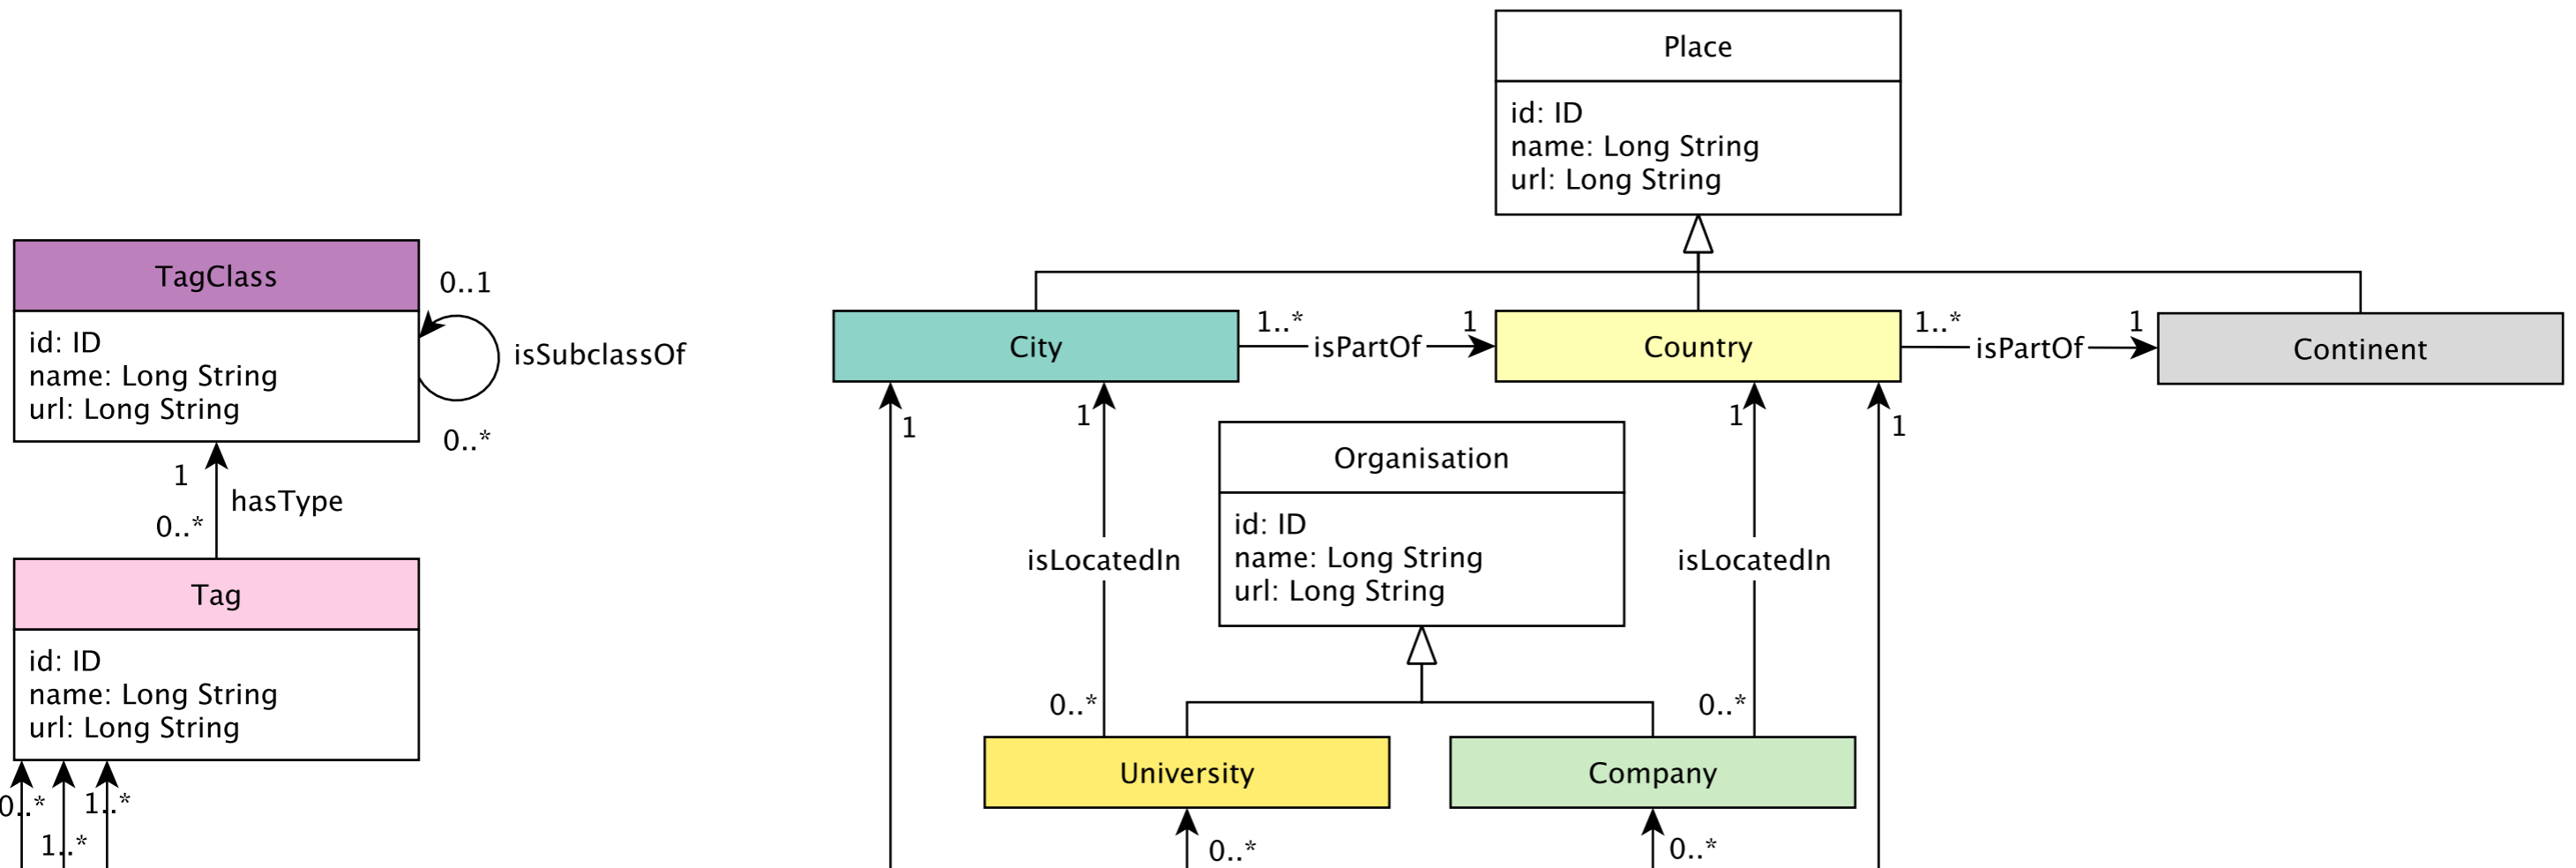 Place
id: ID
name: Long String
url: Long String
TagClass
id: ID
name: Long String
url: Long String
0..1
isSubclassOf
0..*
City
1..*
isPartOf
1
Country
1..*
isPartOf
1
Continent
1
1
1
1
Organisation
id: ID
name: Long String
url: Long String
1
hasType
0..*
isLocatedIn
isLocatedIn
Tag
id: ID
name: Long String
url: Long String
0..*
0..*
University
Company
0..*
1..*
1..*
0..*
0..*